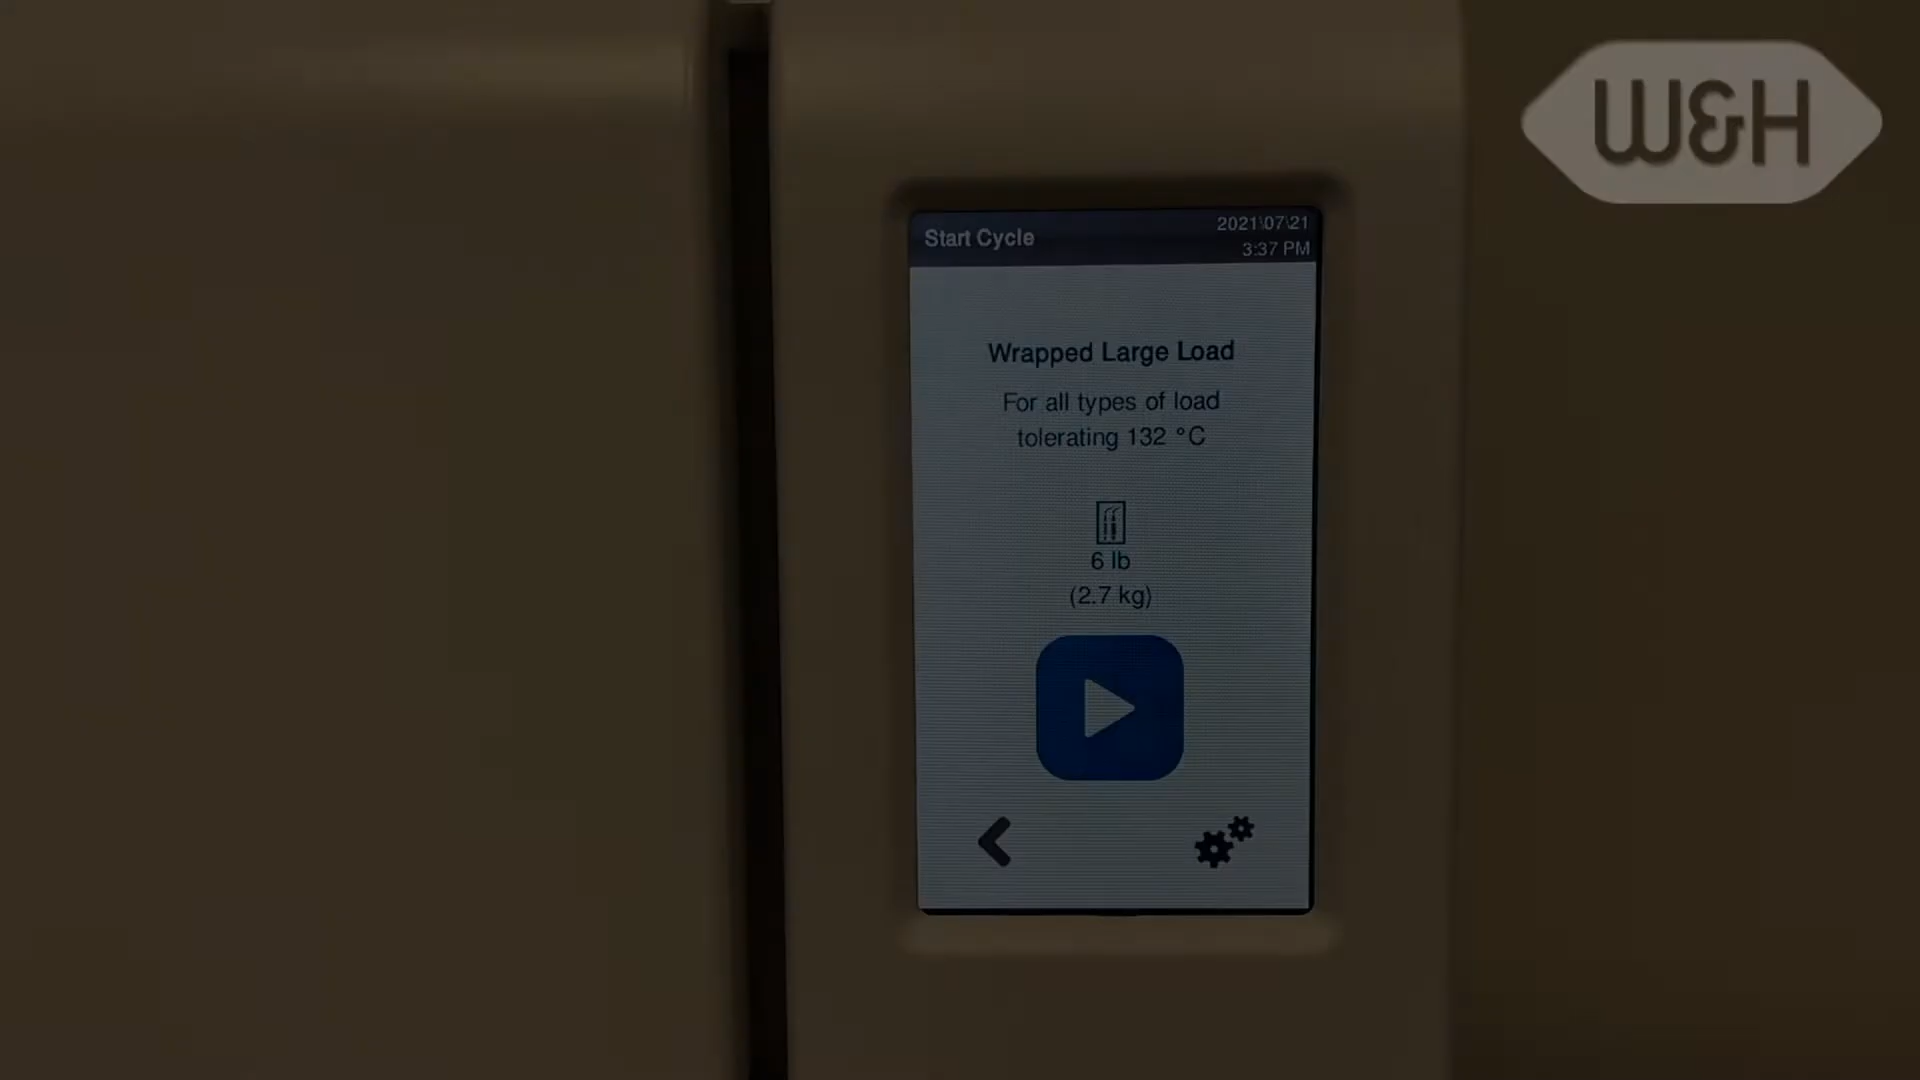 W&H
Start Cycle
2021\07\21
3:37 PM
Wrapped Large Load
For all types of load
tolerating 132 °C
6 lb
(2.7 kg)